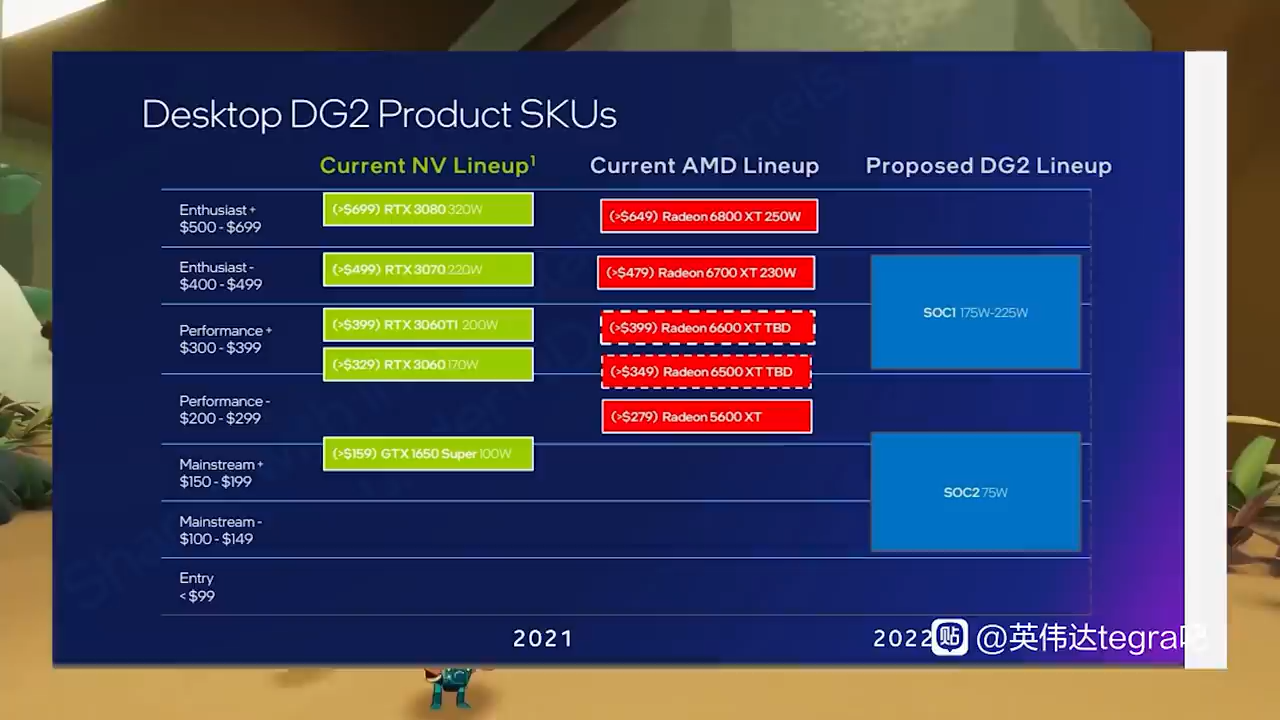 Desktop DG2 Product SKUs
Current NV Lineup¹ Current AMD Lineup Proposed DG2 Lineup
Enthusiast +
$500 - $699
(>$699) RTX 3080 320W
(>$649) Radeon 6800 XT 250W
Enthusiast -
$400 - $499
(>$499) RTX 3070 220W
(>$479) Radeon 6700 XT 230W
SOC1 175W-225W
Performance +
$300 - $399
(>$399) RTX 3060TI 200W
(>$399) Radeon 6600 XT TBD
(>$329) RTX 3060 170W
(>$349) Radeon 6500 XT TBD
Performance -
$200 - $299
(>$279) Radeon 5600 XT
(>$159) GTX 1650 Super 100W
Mainstream +
$150 - $199
SOC2 75W
Mainstream -
$100 - $149
Entry
< $99
2021 2022
贴 @英伟达tegra吧